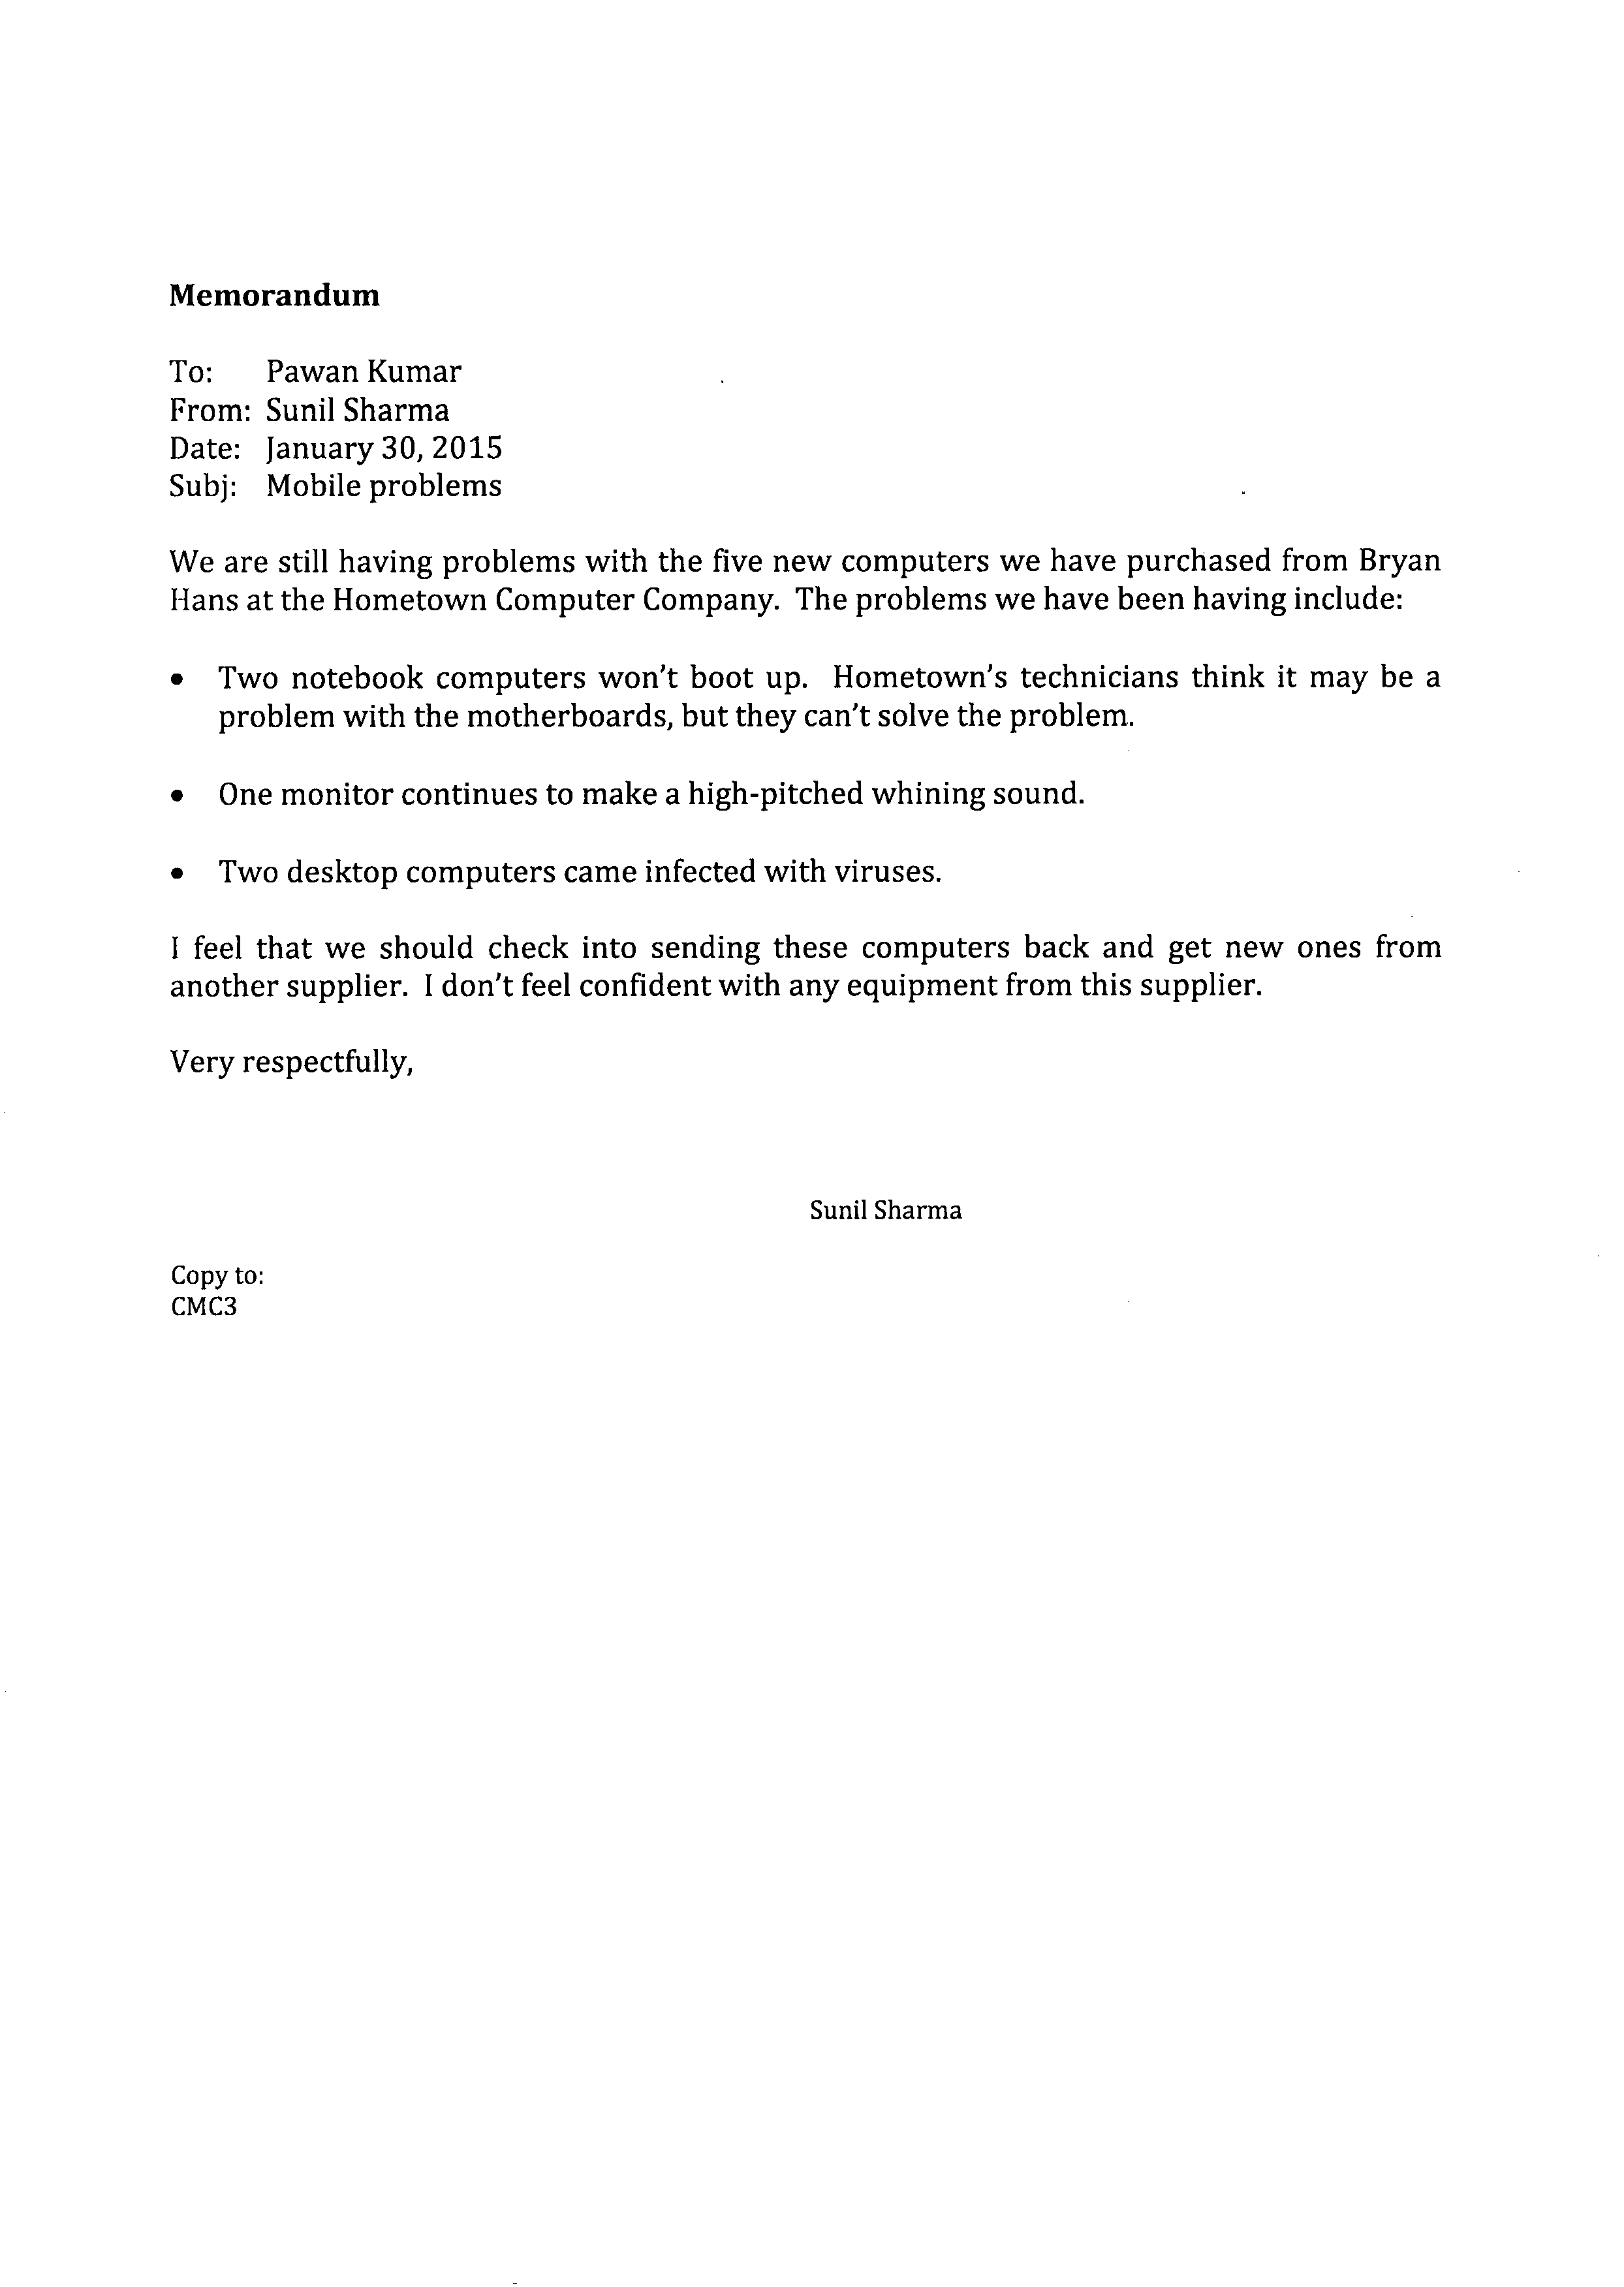 Memorandum
To: Pawan Kumar
From: Sunil Sharma
Date: January 30, 2015
Subj: Mobile problems
We are still having problems with the five new computers we have purchased from Bryan
Hans at the Hometown Computer Company. The problems we have been having include:
• Two notebook computers won't boot up. Hometown's technicians think it may be a
problem with the motherboards, but they can't solve the problem.
• One monitor continues to make a high-pitched whining sound.
• Two desktop computers came infected with viruses.
I feel that we should check into sending these computers back and get new ones from
another supplier. I don't feel confident with any equipment from this supplier.
Very respectfully,
Sunil Sharma
Copy to:
CMC3